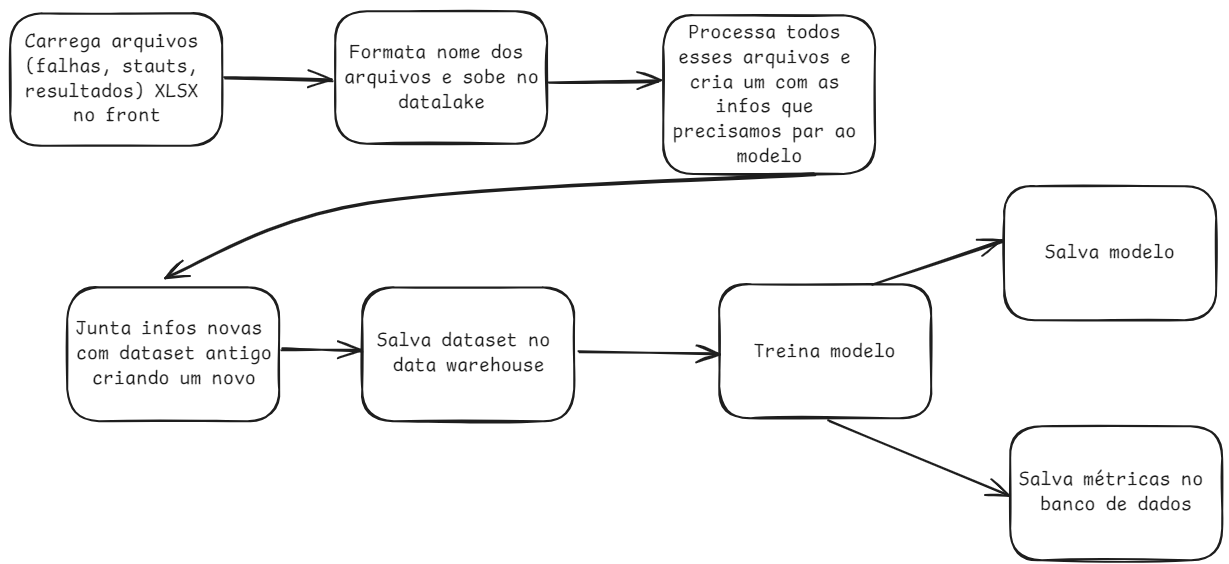 Carrega arquivos
(falhas, stauts,
resultados) XLSX
no front
Formata nome dos
arquivos e sobe no
datalake
Processa todos
esses arquivos e
cria um com as
infos que
precisamos par ao
modelo
Salva modelo
Junta infos novas
com dataset antigo
criando um novo
Salva dataset no
data warehouse
Treina modelo
Salva métricas no
banco de dados